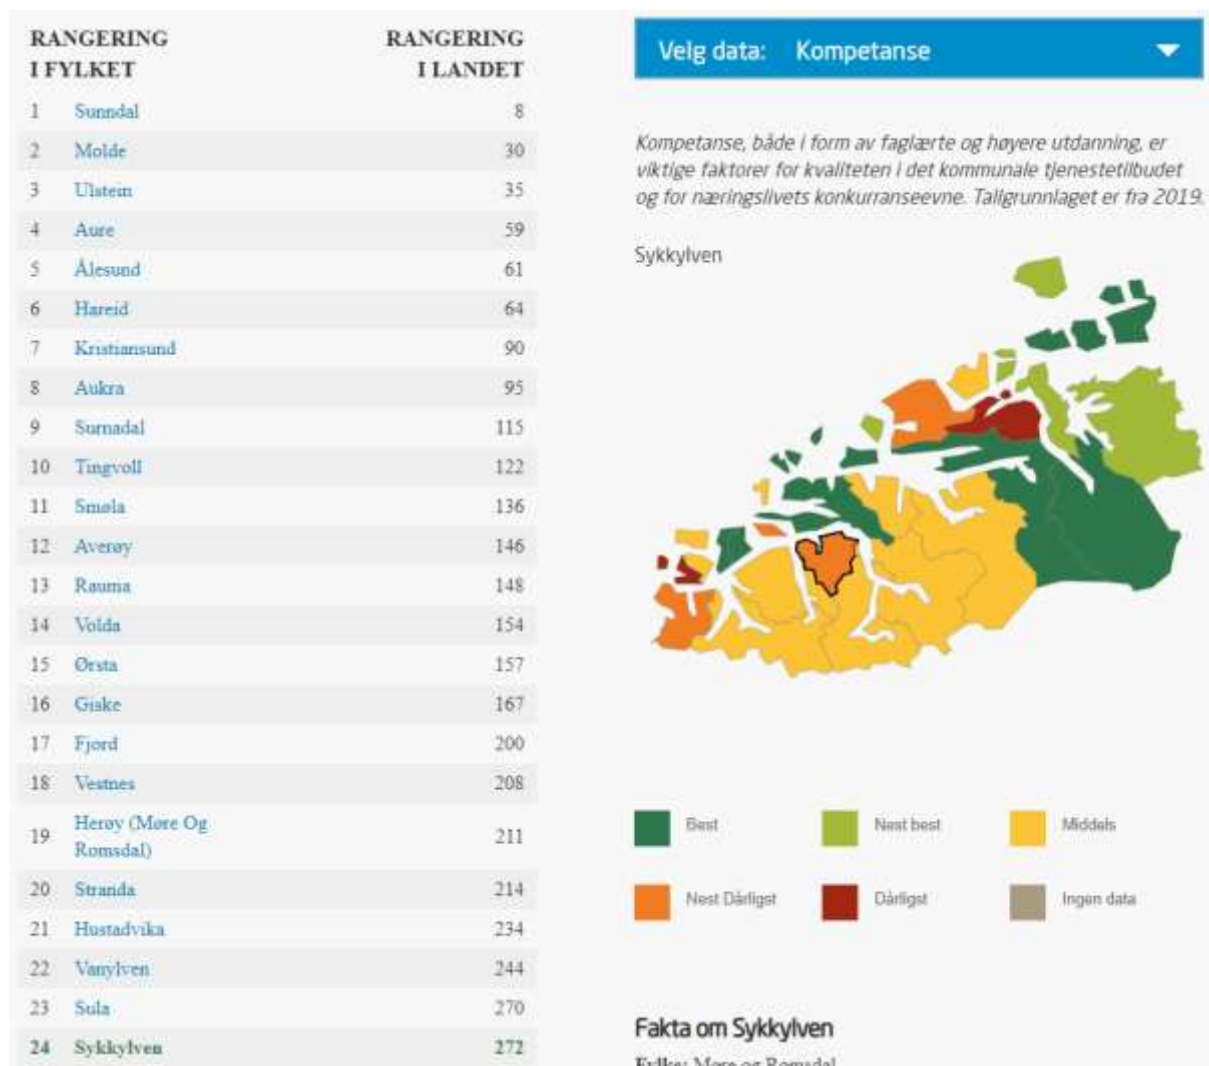 RANGERING
I FYLKET
RANGERING
I LANDET
1 Sunndal 8
2 Molde 30
3 Ulstein 35
4 Aure 59
5 Ålesund 61
6 Hareid 64
7 Kristiansund 90
8 Aukra 95
9 Surnadal 115
10 Tingvoll 122
11 Smøla 136
12 Averøy 146
13 Rauma 148
14 Volda 154
15 Ørsta 157
16 Giske 167
17 Fjord 200
18 Vestnes 208
19 Herøy (Møre Og
Romsdal) 211
20 Stranda 214
21 Hustadvika 234
22 Vanylven 244
23 Sula 270
24 Sykkylven 272
Velg data: Kompetanse
Kompetanse, både i form av faglærte og høyere utdanning, er
viktige faktorer for kvaliteten i det kommunale tjenestetilbudet
og for næringslivets konkurranseevne. Tallgrunnlaget er fra 2019.
Sykkylven
Best Nest best Middels
Nest Dårligst Dårligst Ingen data
Fakta om Sykkylven
Fylke: Møre og Romsdal